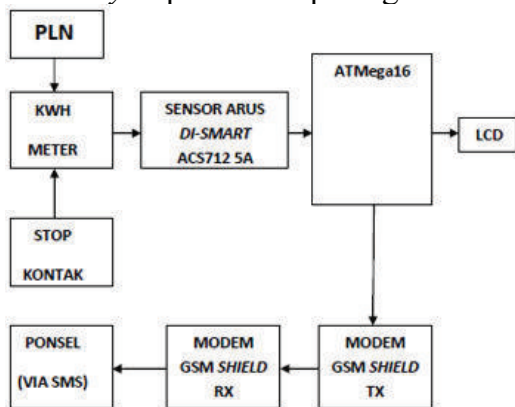 PLN
KWH
METER
SENSOR ARUS
DI-SMART
ACS712 5A
ATMega16
LCD
STOP
KONTAK
PONSEL
(VIA SMS)
MODEM
GSM SHIELD
RX
MODEM
GSM SHIELD
TX